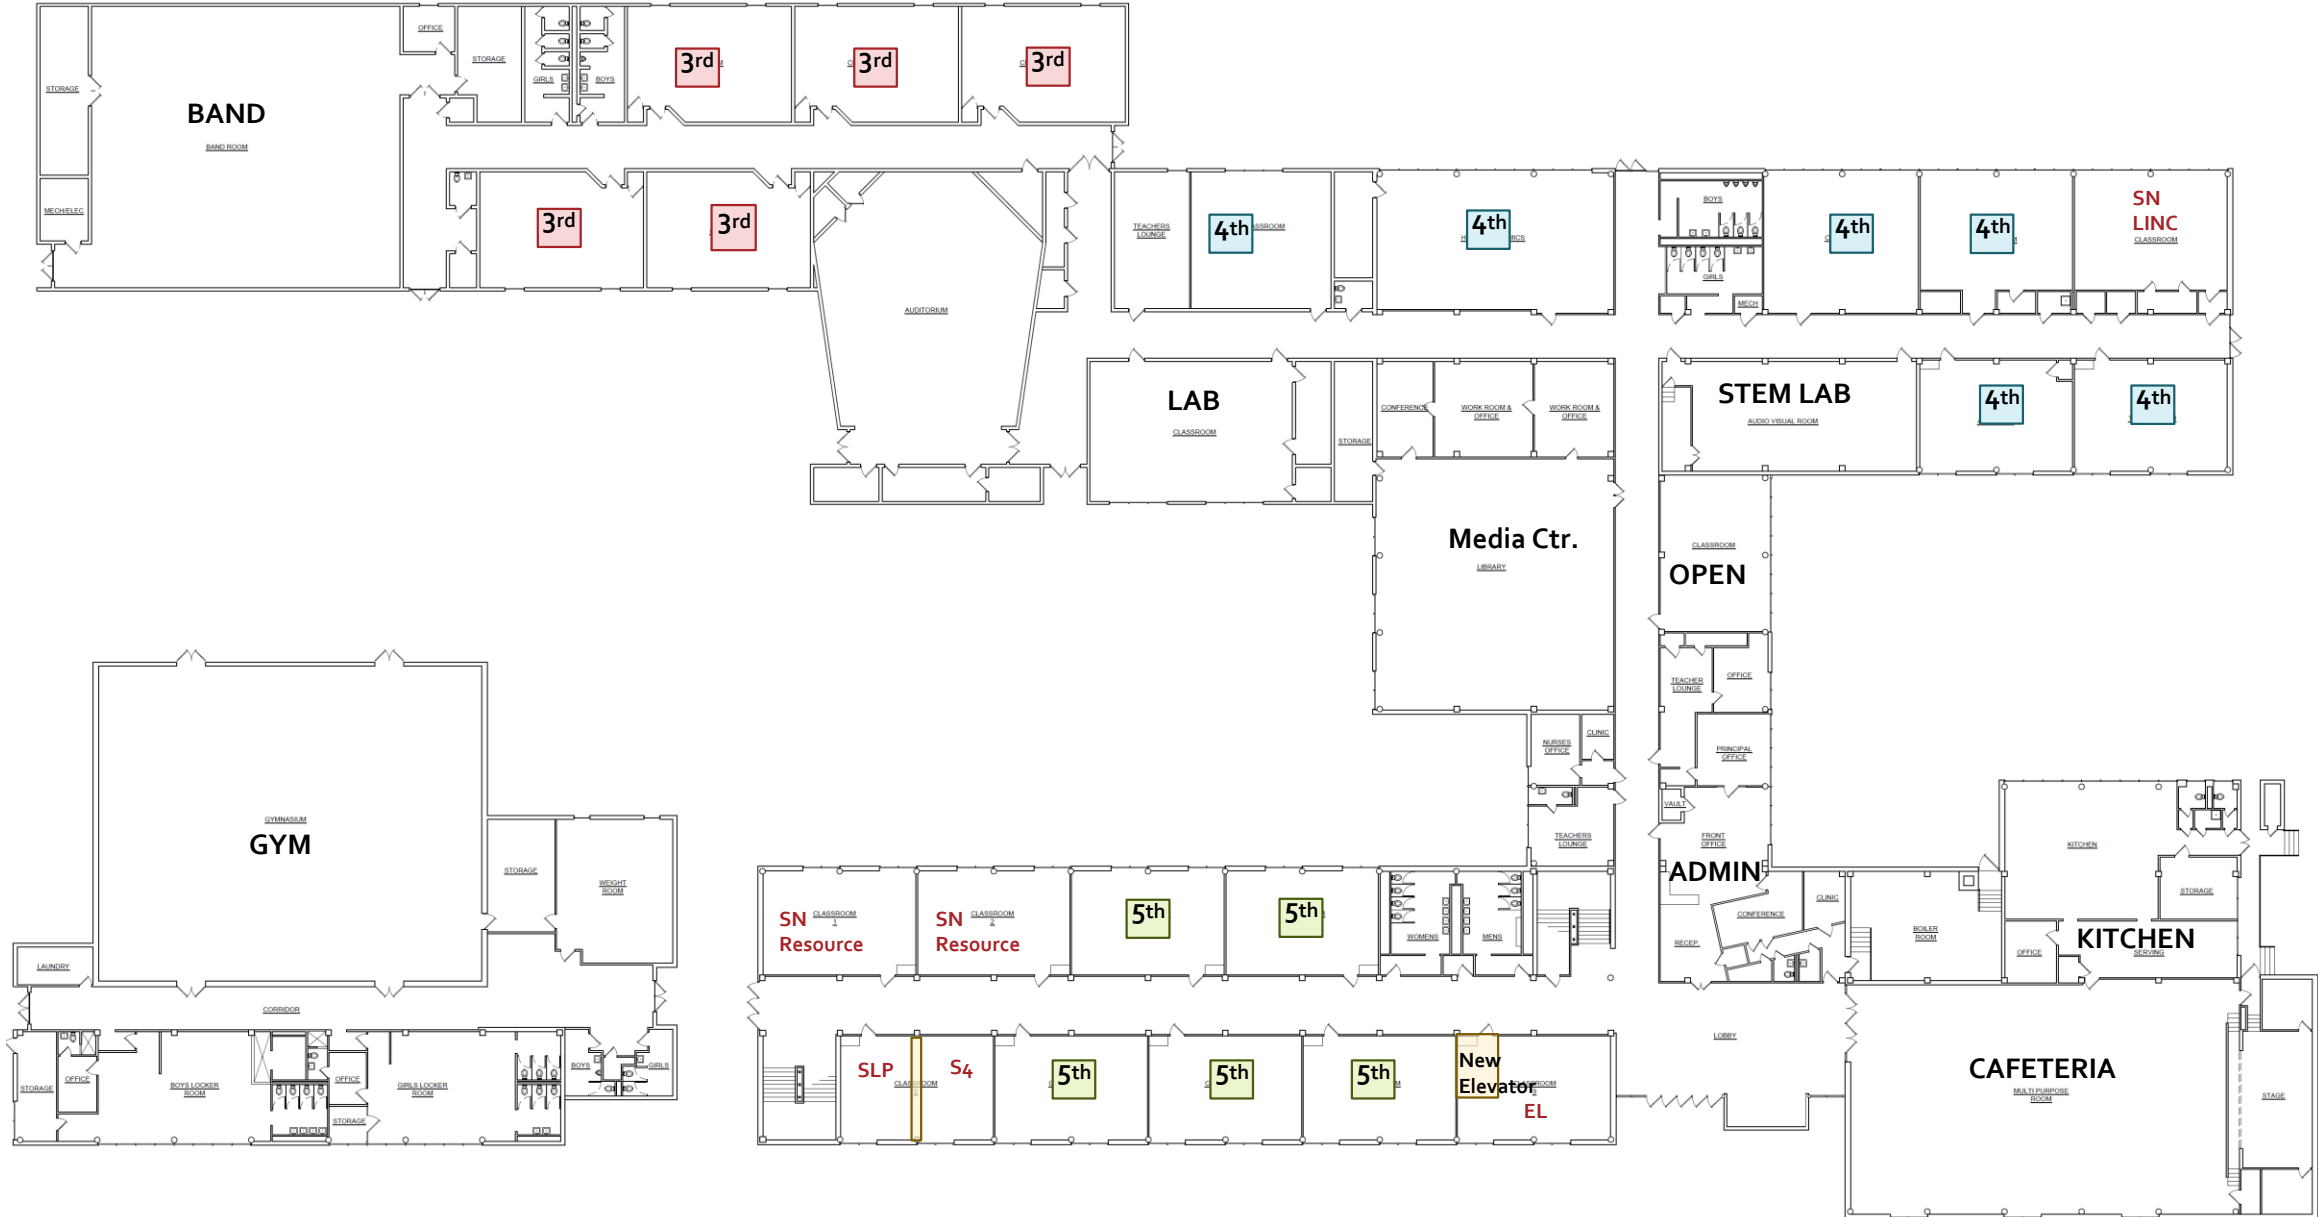 OFFICE
STORAGE
GIRLS
BOYS
3rd
3rd
3rd
STORAGE
BAND
BAND ROOM
MECH/ELEC
3rd
3rd
AUDITORIUM
TEACHERS
LOUNGE
4th
4th
BOYS
GIRLS
MECH
4th
4th
SN
LINC
CLASSROOM
LAB
CLASSROOM
STORAGE
CONFERENCE
WORK ROOM &
OFFICE
WORK ROOM &
OFFICE
STEM LAB
AUDIO VISUAL ROOM
4th
4th
Media Ctr.
LIBRARY
CLASSROOM
OPEN
TEACHER
LOUNGE
OFFICE
PRINCIPAL
OFFICE
NURSES
OFFICE
CLINIC
VAULT
TEACHERS
LOUNGE
FRONT
OFFICE
ADMIN
CONFERENCE
CLINIC
RECEP.
BOILER
ROOM
KITCHEN
STORAGE
OFFICE
KITCHEN
SERVING
GYMNASIUM
GYM
STORAGE
WEIGHT
ROOM
LAUNDRY
CORRIDOR
STORAGE
OFFICE
BOYS LOCKER
ROOM
OFFICE
STORAGE
GIRLS LOCKER
ROOM
BOYS
GIRLS
SN
Resource
CLASSROOM
1
SN
Resource
CLASSROOM
2
5th
5th
WOMENS
MENS
SLP
S4
5th
5th
5th
New
Elevator
EL
LOBBY
CAFETERIA
MULTI PURPOSE
ROOM
STAGE